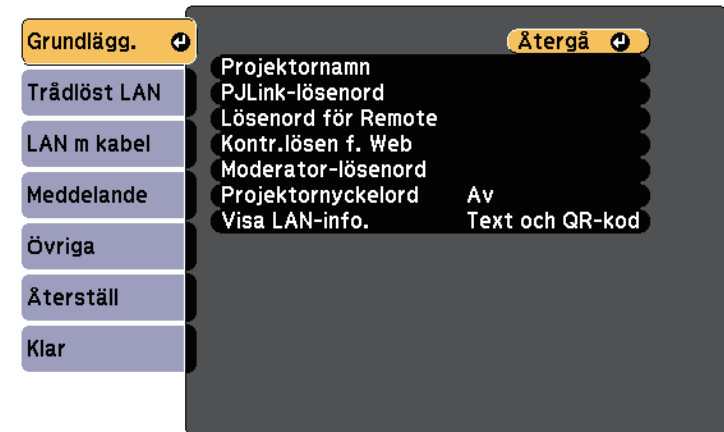 Grundlägg.
Trådlöst LAN
LAN m kabel
Meddelande
Övriga
Återställ
Klar
Återgå
Projektornamn
PJLink-lösenord
Lösenord för Remote
Kontr.lösen f. Web
Moderator-lösenord
Projektornyckelord Av
Visa LAN-info. Text och QR-kod